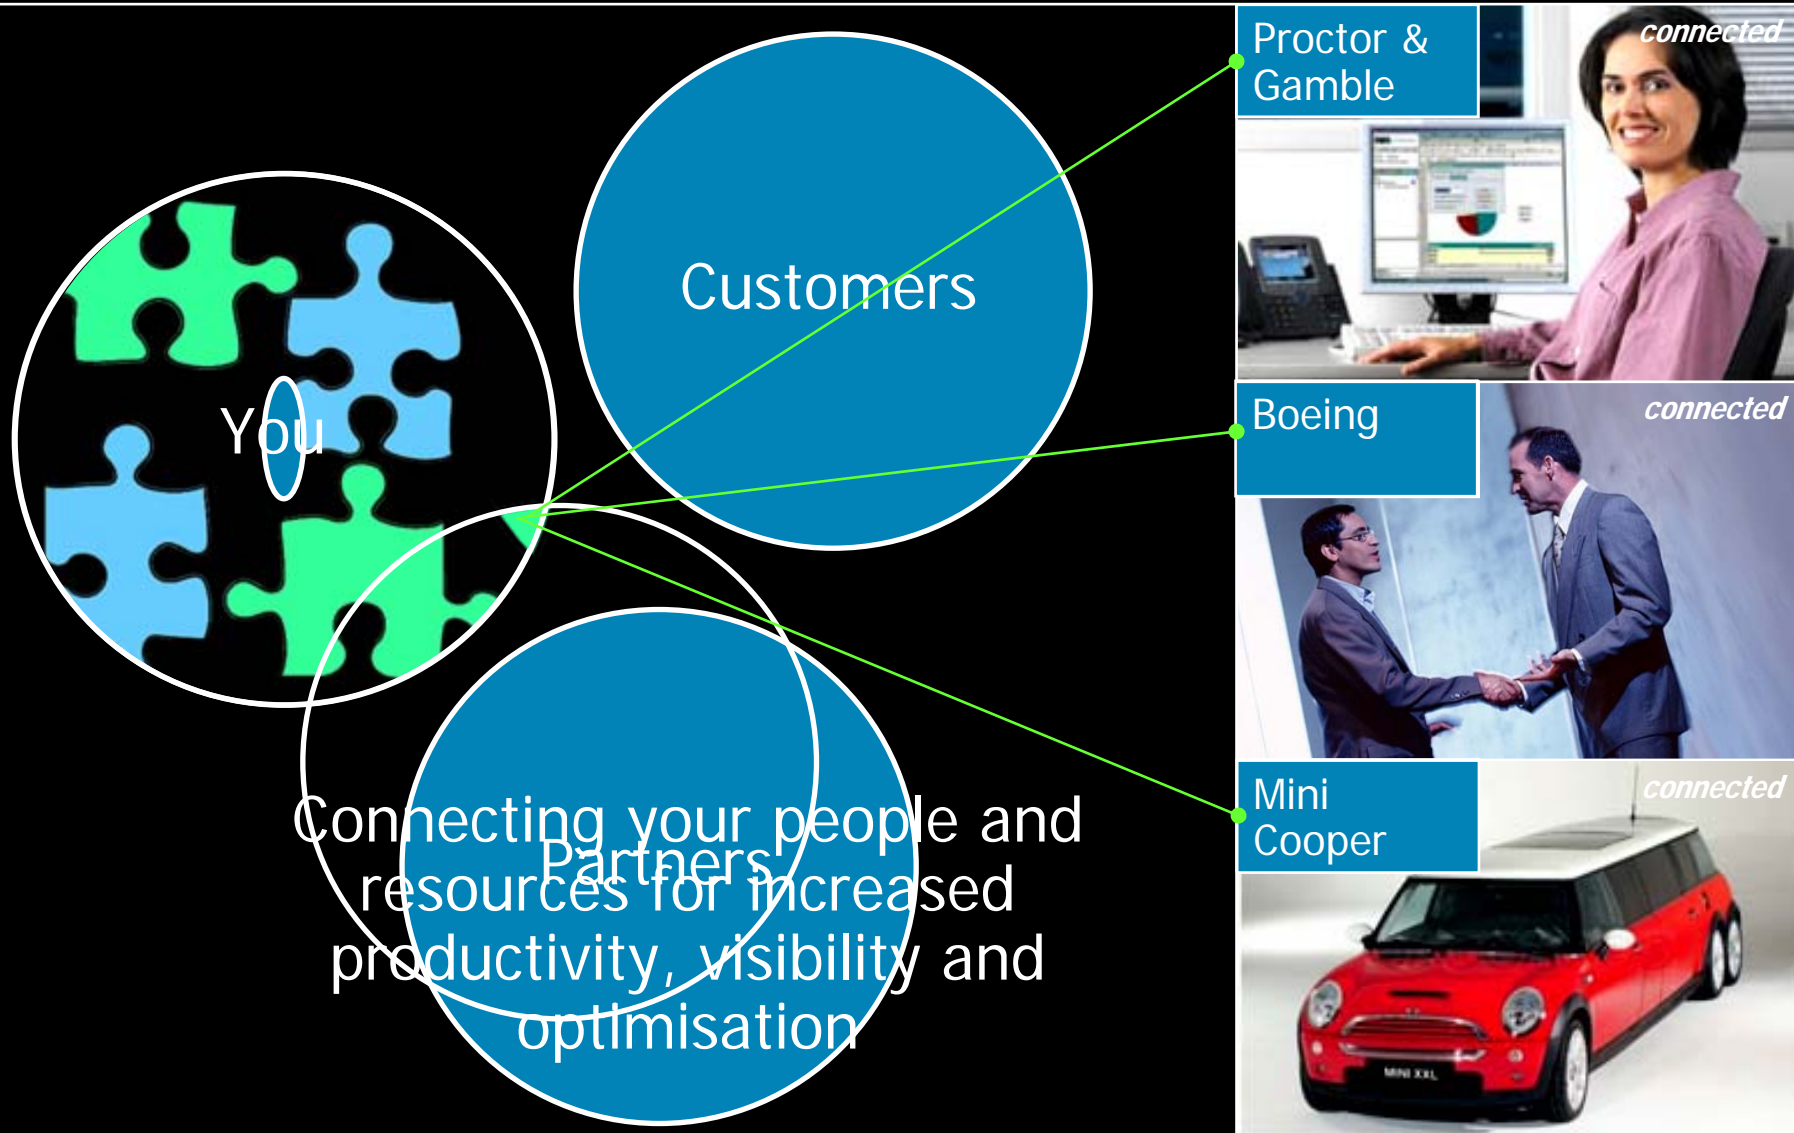 You
Customers
Partners
Connecting your people and
resources for increased
productivity, visibility and
optimisation
Proctor &
Gamble
connected
Boeing
connected
Mini
Cooper
connected
MINI XXL